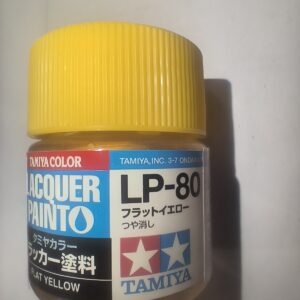 TAMIYA COLOR
LACQUER
PAINT
タミヤカラー
ラッカー塗料
FLAT YELLOW
TAMIYA, INC. 3-7 ONDAWARA
LP-80
フラットイエロー
つや消し
TAMIYA